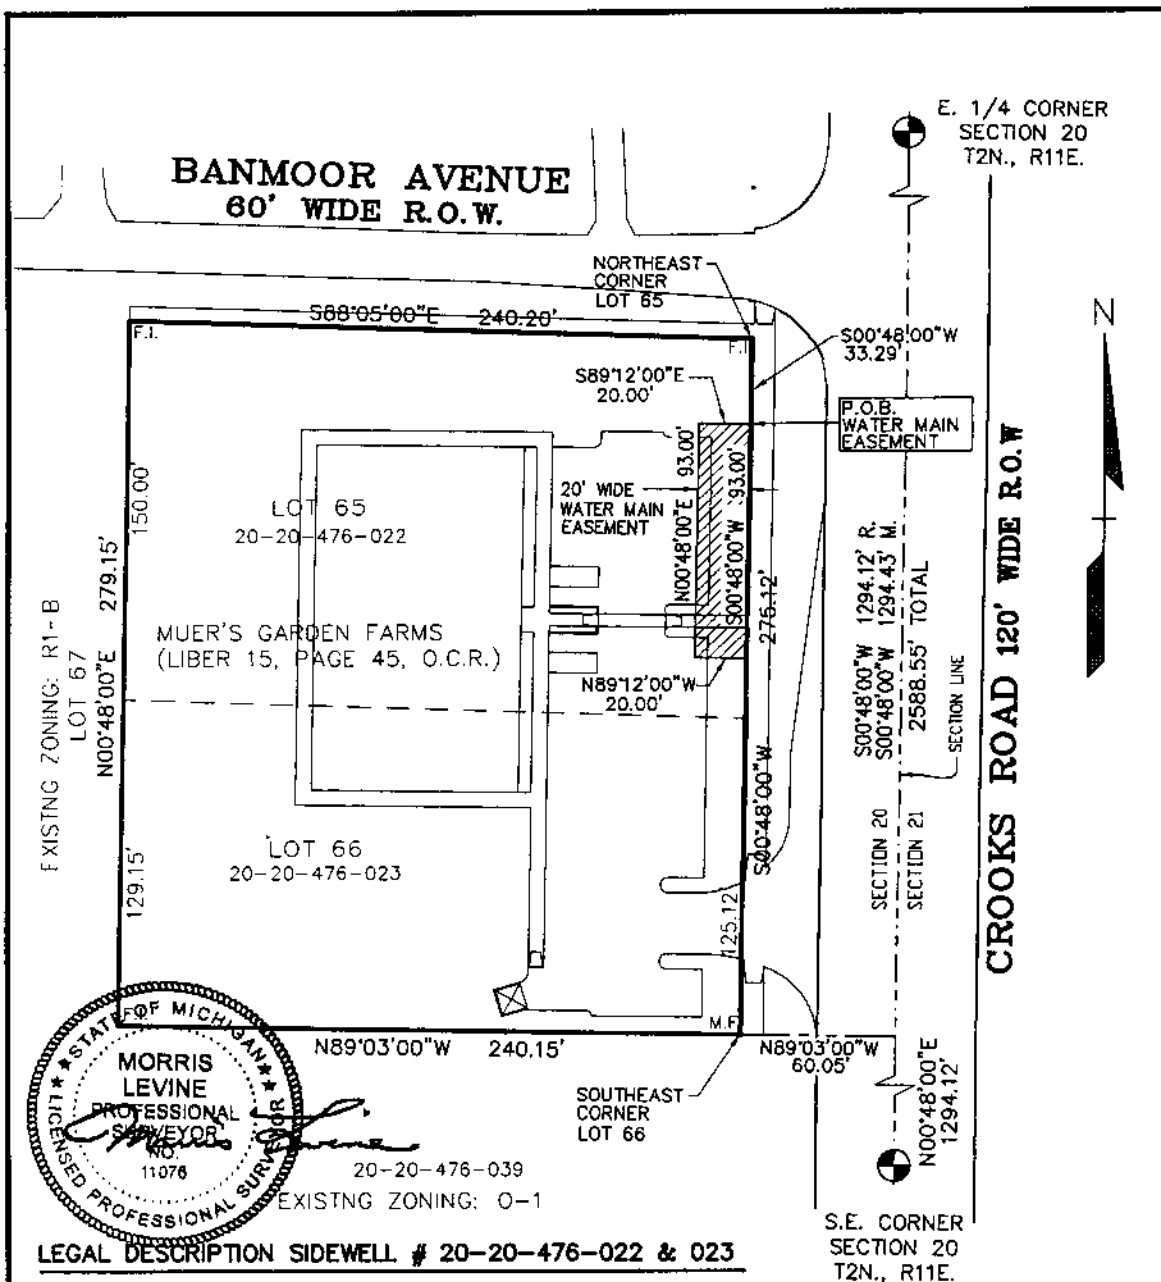 E. 1/4 CORNER
SECTION 20
T2N., R11E.
BANMOOR AVENUE
60' WIDE R.O.W.
NORTHEAST
CORNER
LOT 65
S88°05'00"E 240.20'
F.I.
F.I.
S00°48'00"W
33.29'
N
S89°12'00"E
20.00'
P.O.B.
WATER MAIN
EASEMENT
93.00'
N00°48'00"E
S00°48'00"W 93.00'
20' WIDE
WATER MAIN
EASEMENT
LOT 65
20-20-476-022
150.00'
N00°48'00"E 279.15'
EXISTNG ZONING: R1-B
LOT 67
MUER'S GARDEN FARMS
(LIBER 15, PAGE 45, O.C.R.)
N89°12'00"W
20.00'
S00°48'00"W 275.12'
S00°48'00"W 1294.12' R.
S00°48'00"W 1294.43' M.
2588.55' TOTAL
SECTION LINE
CROOKS ROAD 120' WIDE R.O.W
LOT 66
20-20-476-023
129.15'
125.12'
SECTION 20
SECTION 21
M.F.
N89°03'00"W 240.15'
N89°03'00"W
60.05'
N00°48'00"E
1294.12'
SOUTHEAST
CORNER
LOT 66
STATE OF MICHIGAN
MORRIS
LEVINE
PROFESSIONAL
SURVEYOR
NO.
11076
LICENSED PROFESSIONAL SURVEYOR
Morris Levine
20-20-476-039
EXISTNG ZONING: O-1
S.E. CORNER
SECTION 20
T2N., R11E.
LEGAL DESCRIPTION SIDEWELL # 20-20-476-022 & 023